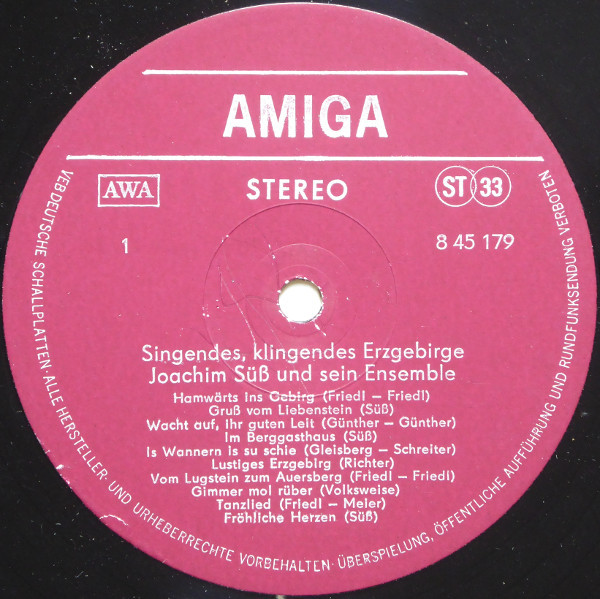 AMIGA
AWA
STEREO
ST 33
1
8 45 179
Singendes, klingendes Erzgebirge
Joachim Süß und sein Ensemble
Hamwärts ins Gebirg (Friedl – Friedl)
Gruß vom Liebenstein (Süß)
Wacht auf, ihr guten Leit (Günther – Günther)
Im Berggasthaus (Süß)
Is Wannern is su schie (Gleisberg – Schreiter)
Lustiges Erzgebirg (Richter)
Vom Lugstein zum Auersberg (Friedl – Friedl)
Gimmer mol rüber (Volksweise)
Tanzlied (Friedl – Meier)
Fröhliche Herzen (Süß)
VEB DEUTSCHE SCHALLPLATTEN · ALLE HERSTELLER- UND URHEBERRECHTE VORBEHALTEN · ÜBERSPIELUNG, ÖFFENTLICHE AUFFÜHRUNG UND RUNDFUNKSENDUNG VERBOTEN